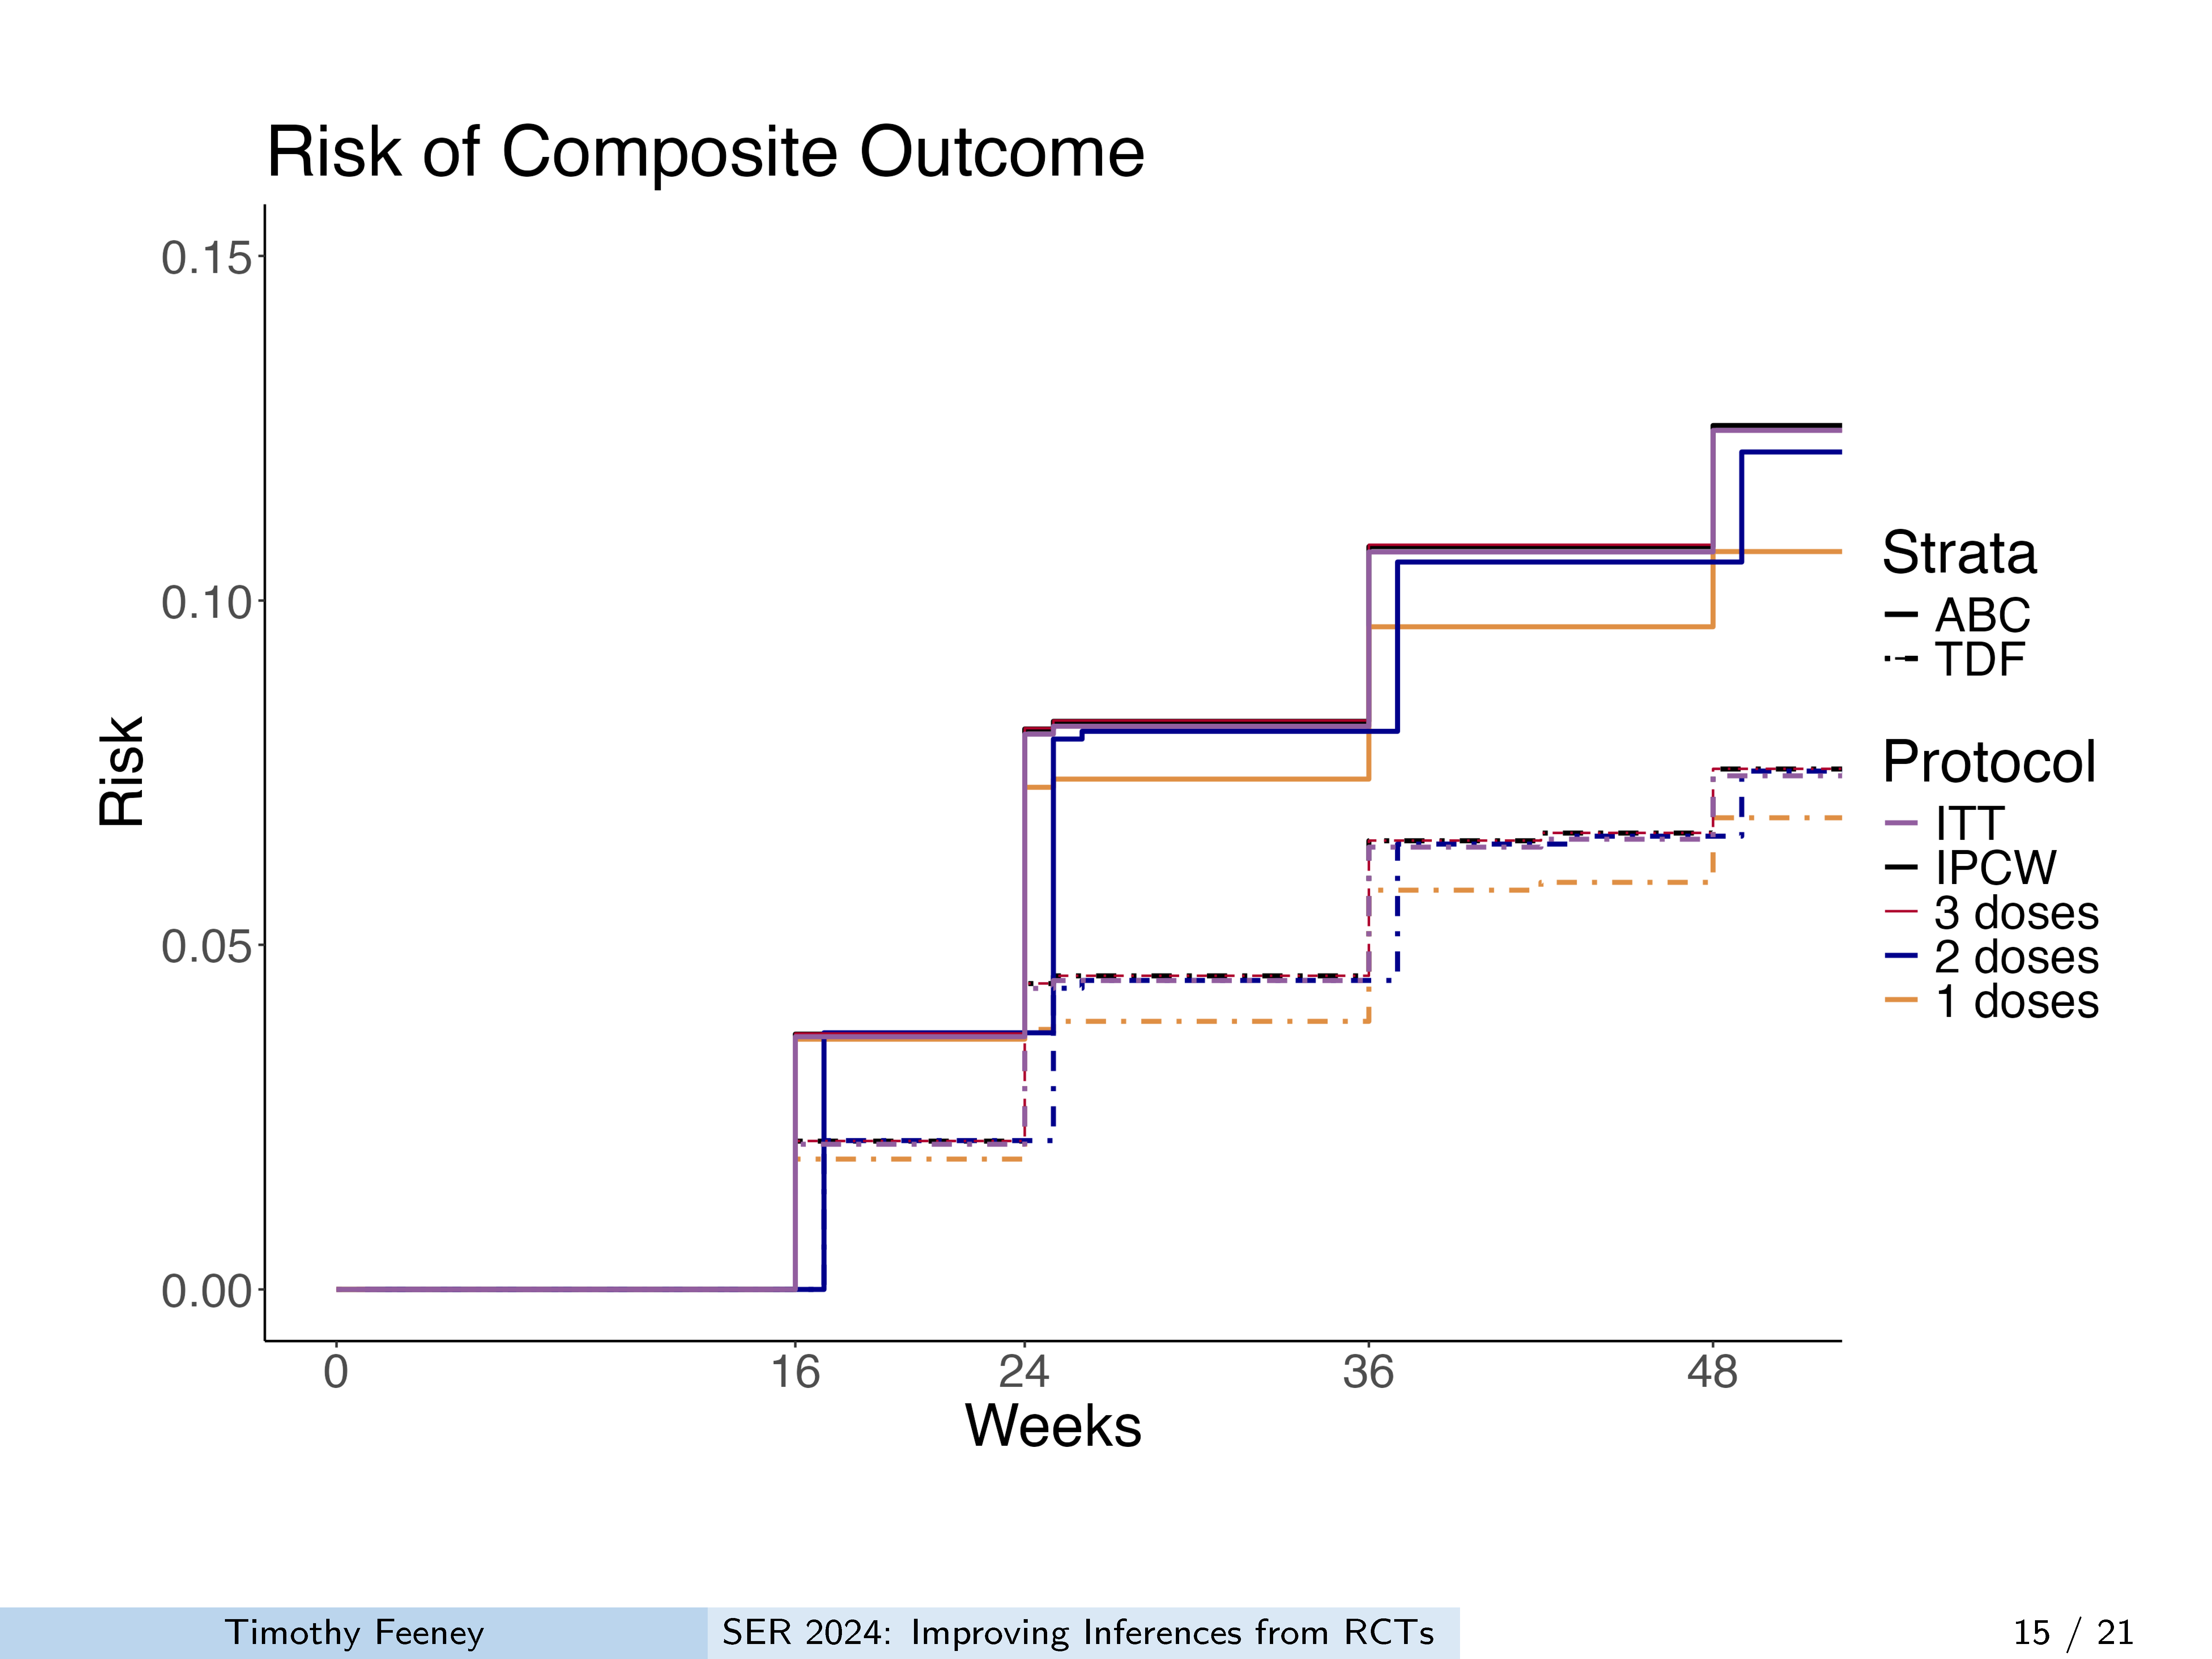 Risk of Composite Outcome
0.15
0.10
0.05
0.00
Risk
0
16
24
36
48
Weeks
Strata
ABC
TDF
Protocol
ITT
IPCW
3 doses
2 doses
1 doses
Timothy Feeney
SER 2024: Improving Inferences from RCTs
15 / 21